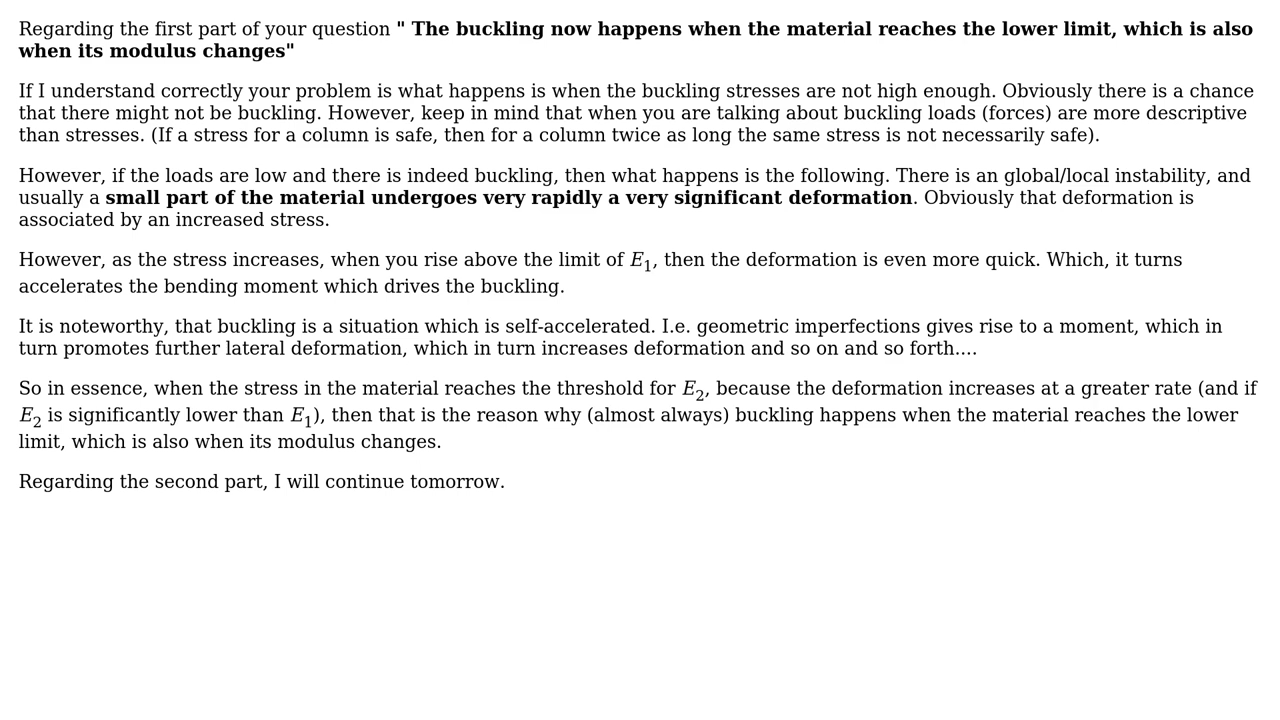 Regarding the first part of your question " The buckling now happens when the material reaches the lower limit, which is also
when its modulus changes"
If I understand correctly your problem is what happens is when the buckling stresses are not high enough. Obviously there is a chance
that there might not be buckling. However, keep in mind that when you are talking about buckling loads (forces) are more descriptive
than stresses. (If a stress for a column is safe, then for a column twice as long the same stress is not necessarily safe).
However, if the loads are low and there is indeed buckling, then what happens is the following. There is an global/local instability, and
usually a small part of the material undergoes very rapidly a very significant deformation. Obviously that deformation is
associated by an increased stress.
However, as the stress increases, when you rise above the limit of E₁, then the deformation is even more quick. Which, it turns
accelerates the bending moment which drives the buckling.
It is noteworthy, that buckling is a situation which is self-accelerated. I.e. geometric imperfections gives rise to a moment, which in
turn promotes further lateral deformation, which in turn increases deformation and so on and so forth....
So in essence, when the stress in the material reaches the threshold for E₂, because the deformation increases at a greater rate (and if
E₂ is significantly lower than E₁), then that is the reason why (almost always) buckling happens when the material reaches the lower
limit, which is also when its modulus changes.
Regarding the second part, I will continue tomorrow.